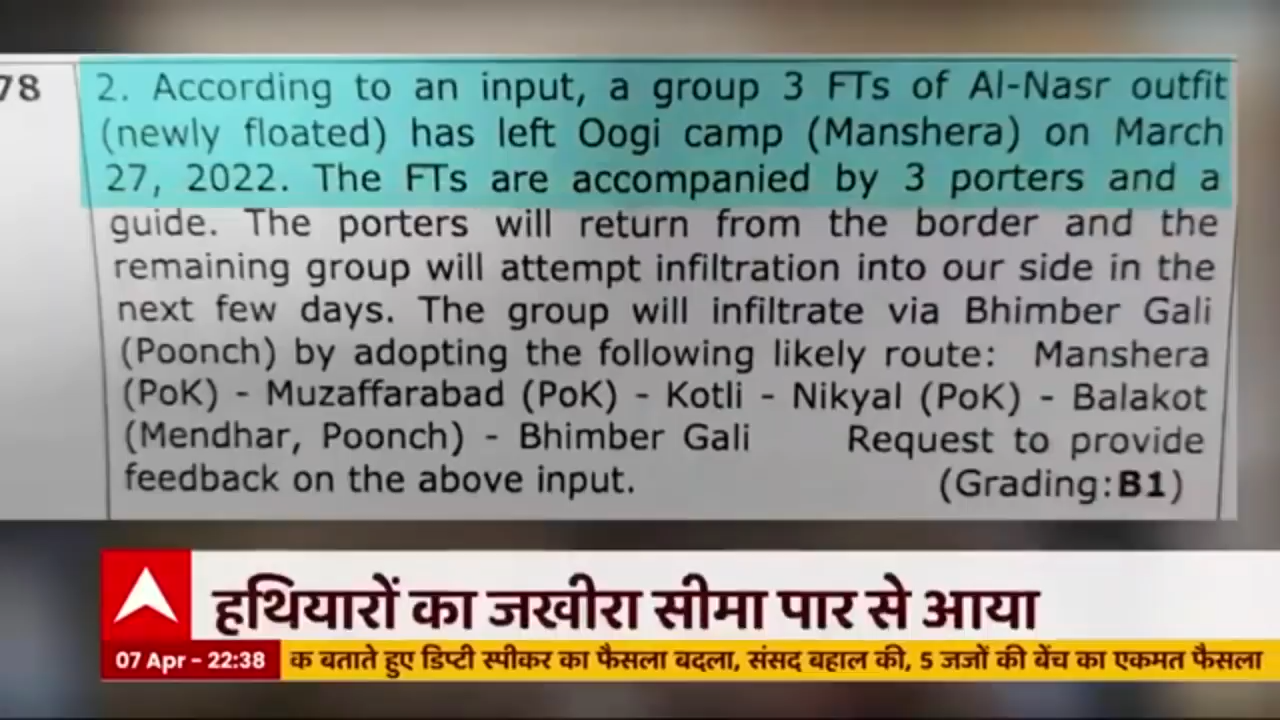 78
2. According to an input, a group 3 FTs of Al-Nasr outfit
(newly floated) has left Oogi camp (Manshera) on March
27, 2022. The FTs are accompanied by 3 porters and a
guide. The porters will return from the border and the
remaining group will attempt infiltration into our side in the
next few days. The group will infiltrate via Bhimber Gali
(Poonch) by adopting the following likely route: Manshera
(PoK) - Muzaffarabad (PoK) - Kotli - Nikyal (PoK) - Balakot
(Mendhar, Poonch) - Bhimber Gali Request to provide
feedback on the above input. (Grading:B1)
हथियारों का जखीरा सीमा पार से आया
07 Apr - 22:38 क बताते हुए डिप्टी स्पीकर का फैसला बदला, संसद बहाल की, 5 जजों की बेंच का एकमत फैसला